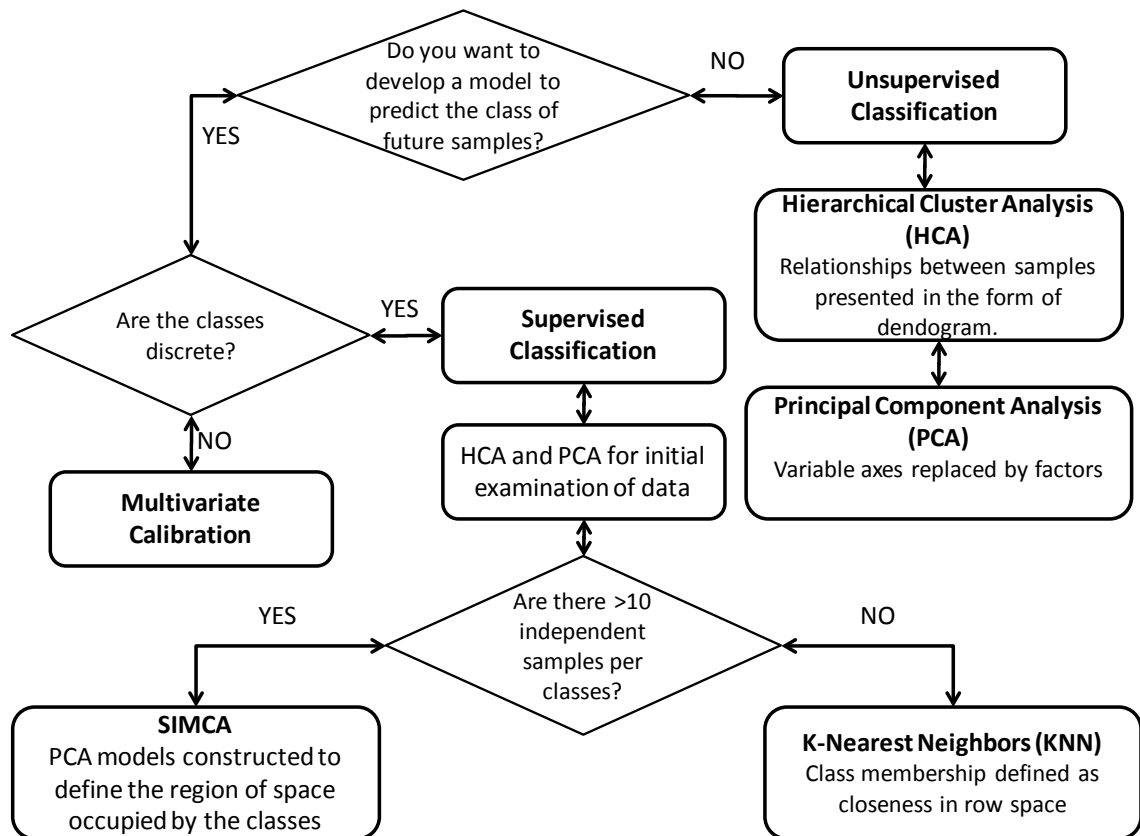 Do you want to
develop a model to
predict the class of
future samples?
NO
Unsupervised
Classification
YES
Hierarchical Cluster Analysis
(HCA)
Relationships between samples
presented in the form of
dendogram.
Are the classes
discrete?
YES
Supervised
Classification
Principal Component Analysis
(PCA)
Variable axes replaced by factors
NO
Multivariate
Calibration
HCA and PCA for initial
examination of data
Are there >10
independent
samples per
classes?
YES
NO
SIMCA
PCA models constructed to
define the region of space
occupied by the classes
K-Nearest Neighbors (KNN)
Class membership defined as
closeness in row space